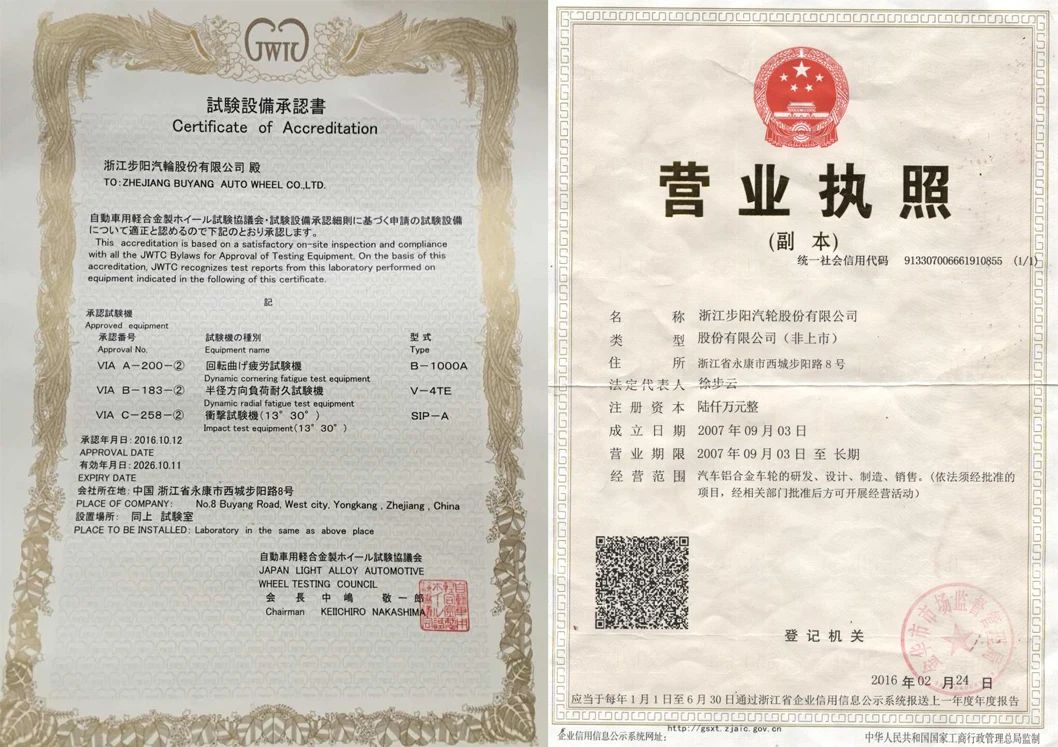 JWTC
試験設備承認書
Certificate of Accreditation
浙江步阳汽輪股份有限公司 殿
TO:ZHEJIANG BUYANG AUTO WHEEL CO.,LTD.
自動車用軽合金製ホイール試験協議会・試験設備承認細則に基づく申請の試験設備
について適正と認めるので下記のとおり承認します。
This accreditation is based on a satisfactory on-site inspection and compliance
with all the JWTC Bylaws for Approval of Testing Equipment. On the basis of this
accreditation, JWTC recognizes test reports from this laboratory performed on
equipment indicated in the following of this certificate.
記
承認試験機
Approved equipment
承認番号 試験機の種別 型式
Approval No. Equipment name Type
VIA A-200-② 回転曲げ疲労試験機 B-1000A
Dynamic cornering fatigue test equipment
VIA B-183-② 半径方向負荷耐久試験機 V-4TE
Dynamic radial fatigue test equipment
VIA C-258-② 衝撃試験機(13°30°) SIP-A
Impact test equipment(13°30°)
承認年月日:2016.10.12
APPROVAL DATE
有効年月日:2026.10.11
EXPIRY DATE
会社所在地: 中国 浙江省永康市西城步阳路8号
PLACE OF COMPANY: No.8 Buyang Road, West city, Yongkang, Zhejiang, China
設置場所: 同上 試験室
PLACE TO BE INSTALLED: Laboratory in the same as above place
自動車用軽合金製ホイール試験協議会
JAPAN LIGHT ALLOY AUTOMOTIVE
WHEEL TESTING COUNCIL
会長 中嶋 敬一郎
Chairman KEIICHIRO NAKASHIMA
营业执照
(副 本)
统一社会信用代码 913307006661910855 (1/1)
名称 浙江步阳汽轮股份有限公司
类型 股份有限公司（非上市）
住所 浙江省永康市西城步阳路8号
法定代表人 徐步云
注册资本 陆仟万元整
成立日期 2007年09月03日
营业期限 2007年09月03日 至 长期
经营范围 汽车铝合金车轮的研发、设计、制造、销售。（依法须经批准的
项目，经相关部门批准后方可开展经营活动）
登记机关
2016年02月24日
应当于每年1月1日至6月30日通过浙江省企业信用信息公示系统报送上一年度年度报告
企业信用信息公示系统网址: http://gsxt.zjaic.gov.cn
中华人民共和国国家工商行政管理总局监制